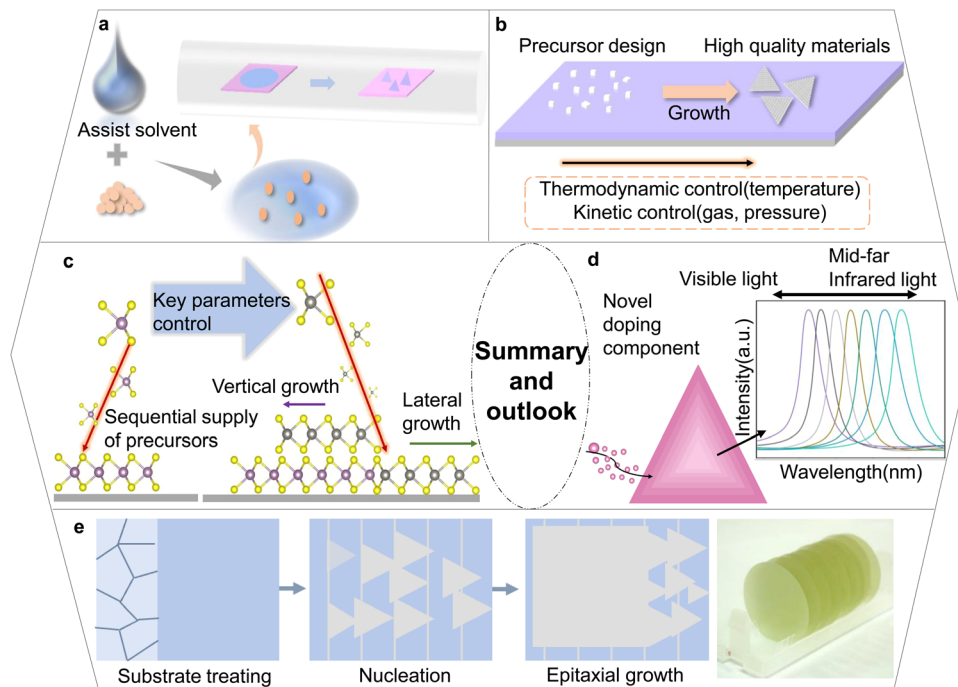 a
Assist solvent
b
Precursor design
High quality materials
Growth
Thermodynamic control(temperature)
Kinetic control(gas, pressure)
c
Key parameters
control
Sequential supply
of precursors
Vertical growth
Lateral
growth
Summary
and
outlook
d
Novel
doping
component
Visible light
Mid-far
Infrared light
Intensity(a.u.)
Wavelength(nm)
e
Substrate treating
Nucleation
Epitaxial growth